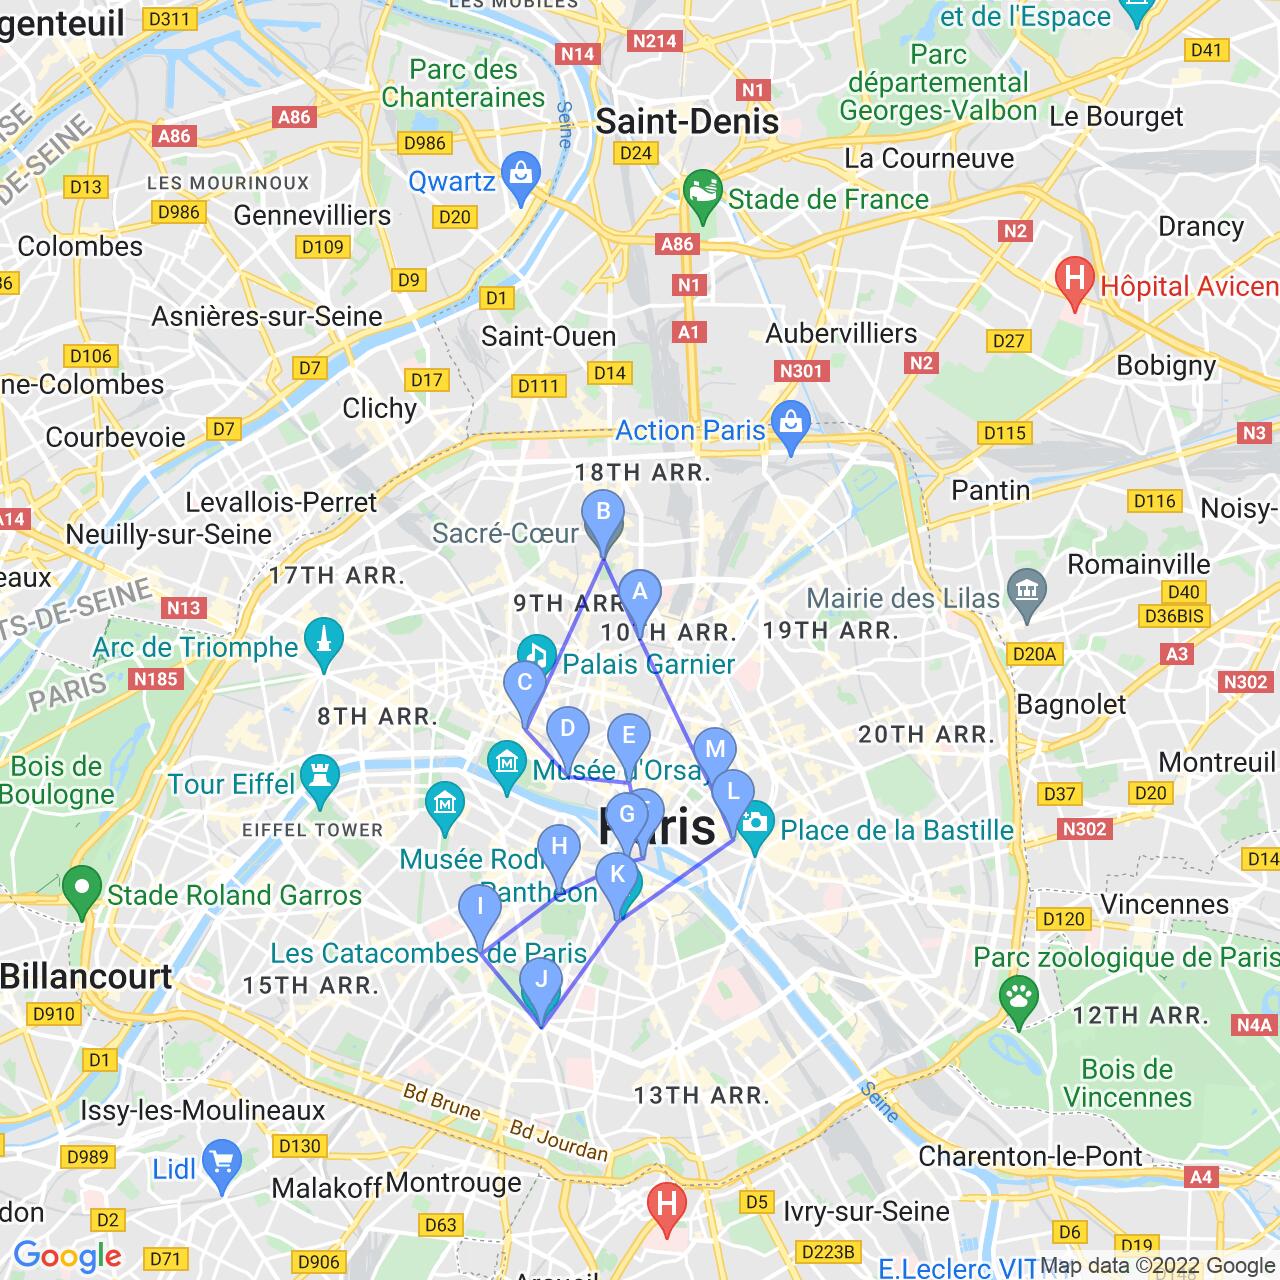 LES MOBILES
genteuil
D311
N14
N214
et de l'Espace
D41
Parc des
Chanteraines
Parc
départemental
Georges-Valbon
N1
A86
A86
Saint-Denis
Le Bourget
Seine
DE-SEINE
D986
D24
La Courneuve
D13
LES MOURINOUX
Qwartz
Stade de France
D986
Gennevilliers
D20
Drancy
Colombes
D109
A86
N2
D9
N1
H
Hôpital Avicen
D1
Asnières-sur-Seine
Saint-Ouen
A1
Aubervilliers
D27
D106
D7
D17
D111
D14
N301
N2
Bobigny
ne-Colombes
Clichy
Courbevoie
D7
Action Paris
D115
N3
18TH ARR.
Levallois-Perret
Pantin
D116
Noisy-
A14
Neuilly-sur-Seine
Sacré-Cœur
B
eaux
17TH ARR.
Romainville
TS-DE-SEINE
N13
9TH ARR
A
Mairie des Lilas
D40
D36BIS
10TH ARR.
19TH ARR.
Arc de Triomphe
Palais Garnier
D20A
A3
N185
PARIS
C
N302
Bagnolet
8TH ARR.
D
E
M
20TH ARR.
Bois de
Boulogne
Tour Eiffel
Musée d'Orsay
Montreuil
L
D37
D20
EIFFEL TOWER
G
Paris
Place de la Bastille
N302
H
Musée Rodi
D14
K
Panthéon
Stade Roland Garros
I
Vincennes
D120
Les Catacombes de Paris
Billancourt
15TH ARR.
J
Parc zoologique de Paris
D910
12TH ARR.
N4A
D1
Bois de
Vincennes
Issy-les-Moulineaux
Bd Brune
13TH ARR.
Seine
D989
D130
Bd Jourdan
Charenton-le-Pont
Lidl
Malakoff
Montrouge
A4
don
D2
D63
H
D5
Ivry-sur-Seine
D6
Google
D71
D906
D223B
D19
E.Leclerc VIT
Map data ©2022 Google